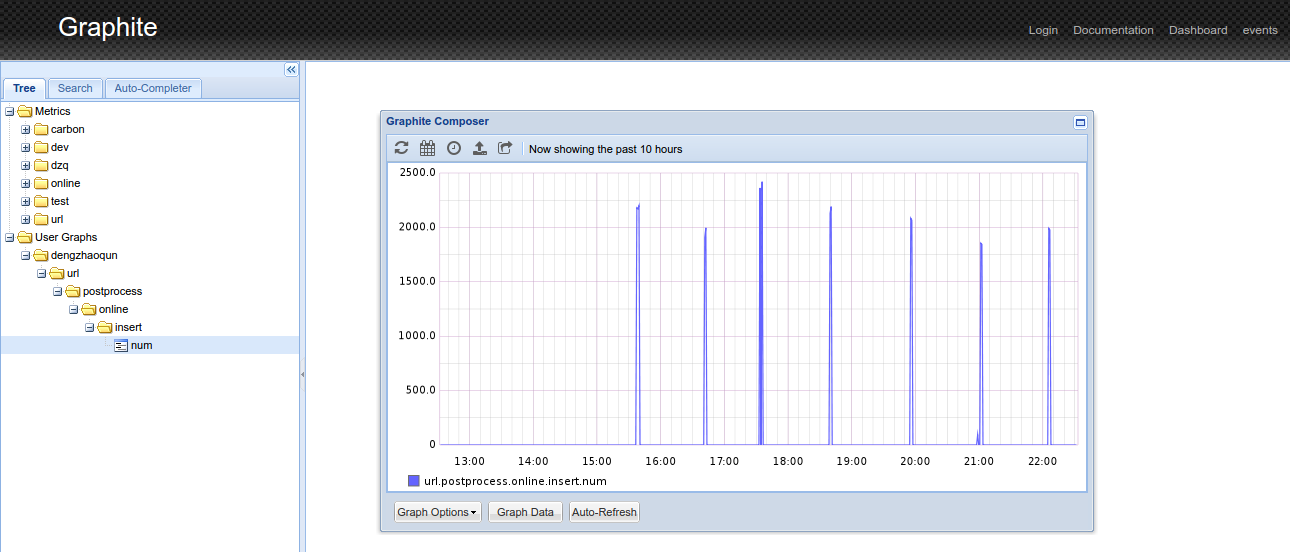 Graphite
Login Documentation Dashboard events
Tree Search Auto-Completer
Metrics
carbon
dev
dzq
online
test
url
User Graphs
dengzhaoqun
url
postprocess
online
insert
num
Graphite Composer
Now showing the past 10 hours
2500.0
2000.0
1500.0
1000.0
500.0
0
13:00 14:00 15:00 16:00 17:00 18:00 19:00 20:00 21:00 22:00
url.postprocess.online.insert.num
Graph Options Graph Data Auto-Refresh